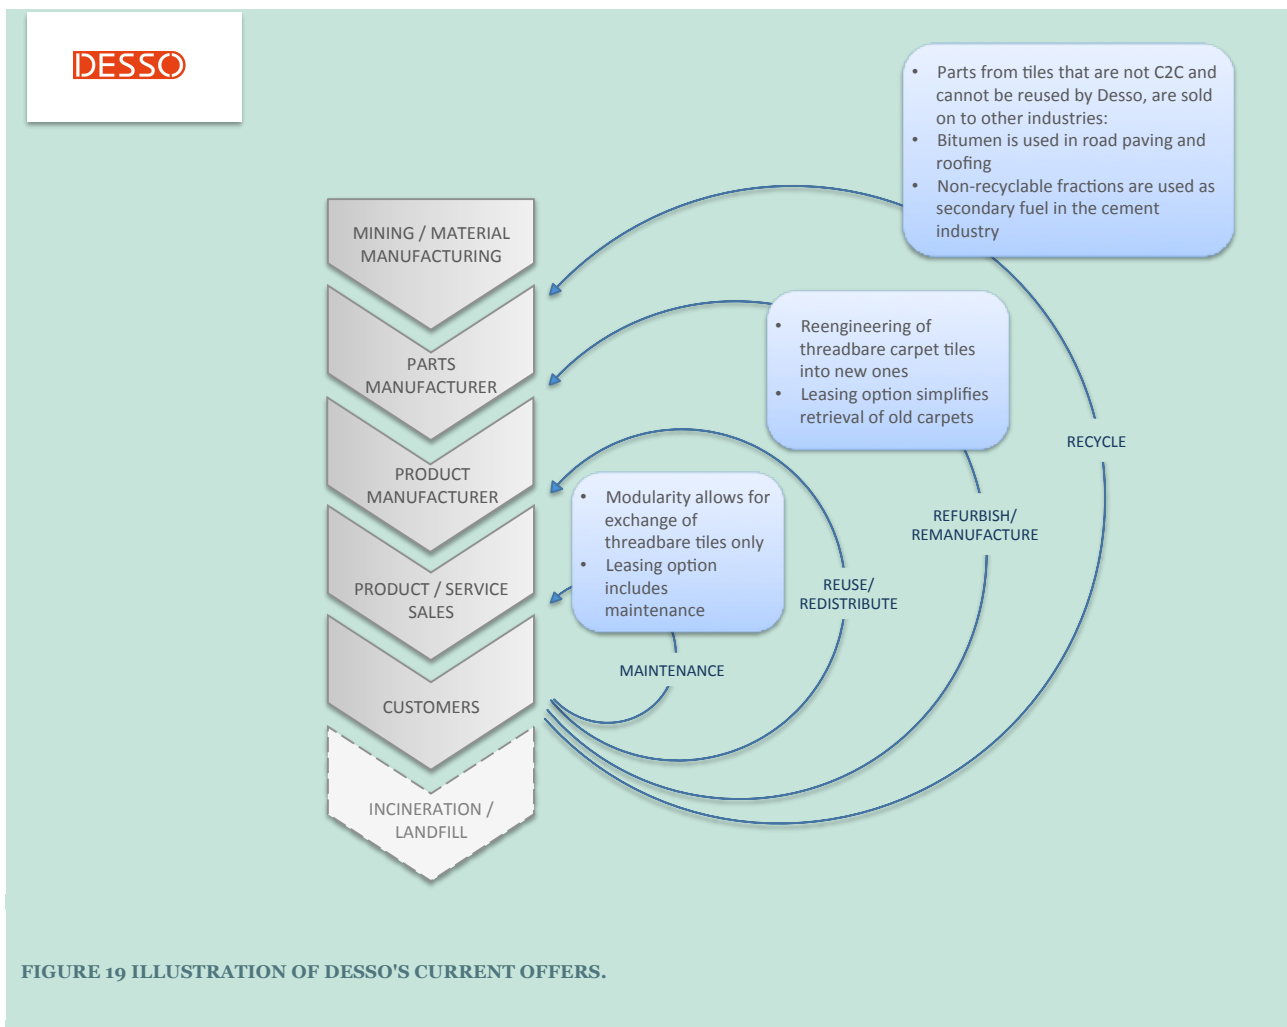 DESSO
• Parts from tiles that are not C2C and
cannot be reused by Desso, are sold
on to other industries:
• Bitumen is used in road paving and
roofing
• Non-recyclable fractions are used as
secondary fuel in the cement
industry
MINING / MATERIAL
MANUFACTURING
• Reengineering of
threadbare carpet tiles
into new ones
• Leasing option simplifies
retrieval of old carpets
PARTS
MANUFACTURER
RECYCLE
PRODUCT
MANUFACTURER
• Modularity allows for
exchange of
threadbare tiles only
• Leasing option
includes
maintenance
REFURBISH/
REMANUFACTURE
PRODUCT / SERVICE
SALES
REUSE/
REDISTRIBUTE
MAINTENANCE
CUSTOMERS
INCINERATION /
LANDFILL
FIGURE 19 ILLUSTRATION OF DESSO'S CURRENT OFFERS.